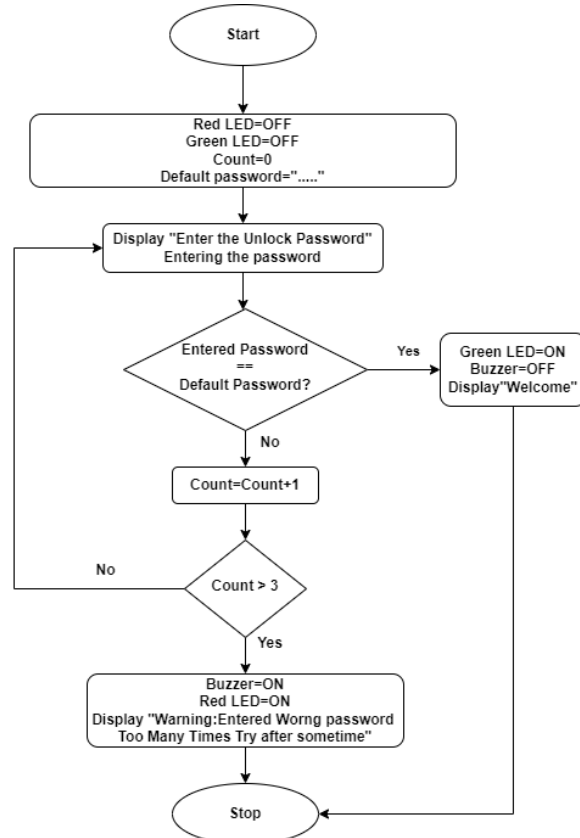 Start
Red LED=OFF
Green LED=OFF
Count=0
Default password="....."
Display "Enter the Unlock Password"
Entering the password
Entered Password
==
Default Password?
Yes
Green LED=ON
Buzzer=OFF
Display"Welcome"
No
Count=Count+1
Count > 3
No
Yes
Buzzer=ON
Red LED=ON
Display "Warning:Entered Worng password
Too Many Times Try after sometime"
Stop